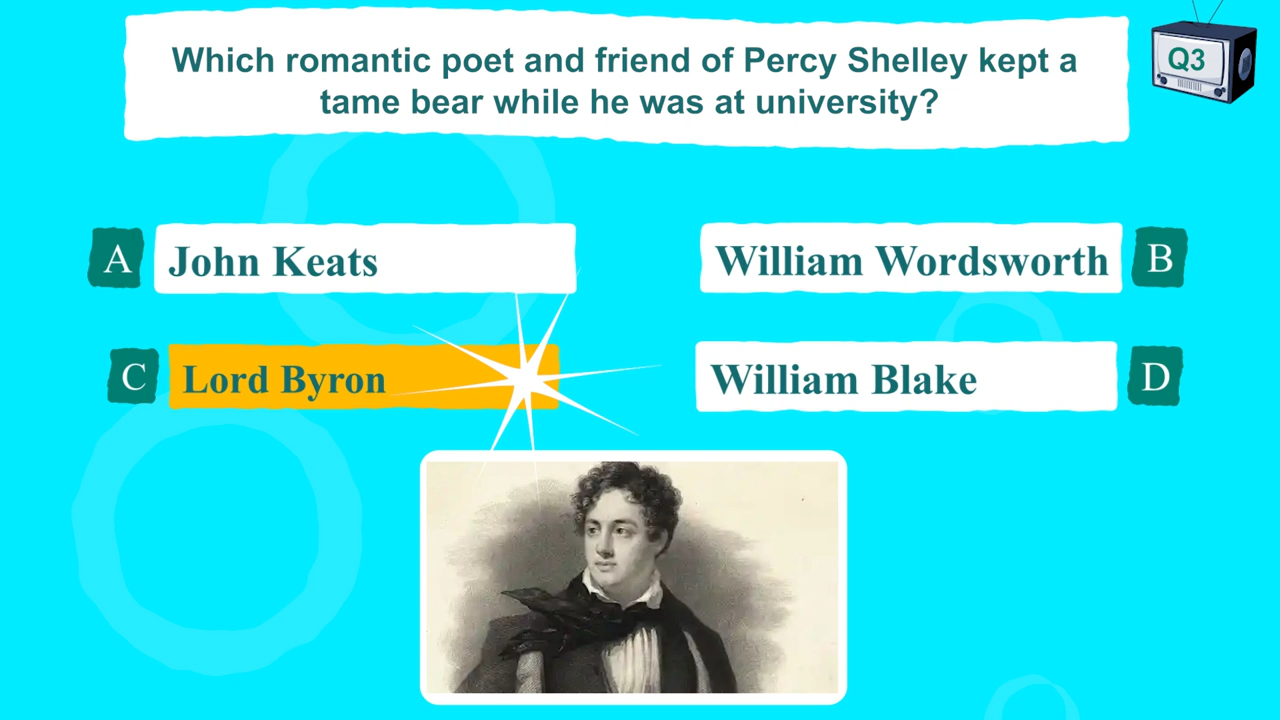 Which romantic poet and friend of Percy Shelley kept a
tame bear while he was at university?
Q3
A John Keats
William Wordsworth B
C Lord Byron
William Blake D